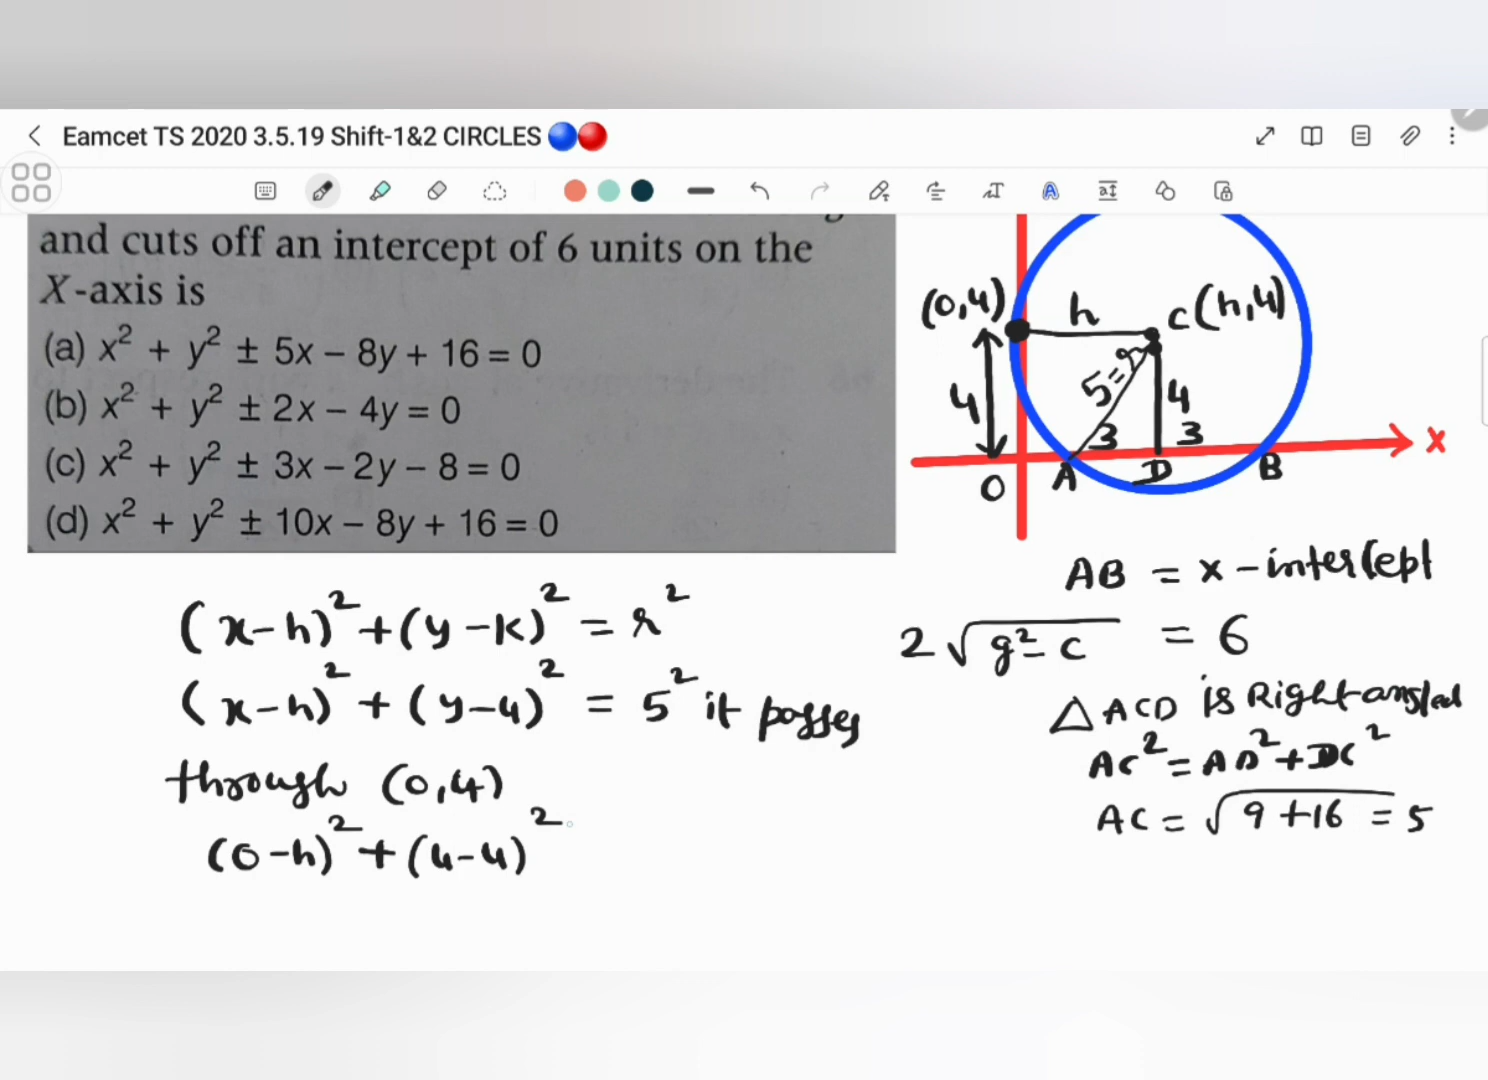 Eamcet TS 2020 3.5.19 Shift-1&2 CIRCLES
and cuts off an intercept of 6 units on the
X-axis is
(a) x² + y² ± 5x – 8y + 16 = 0
(b) x² + y² ± 2x – 4y = 0
(c) x² + y² ± 3x – 2y – 8 = 0
(d) x² + y² ± 10x – 8y + 16 = 0
(0,4) h C(h,4)
4 5=r 4
3 3
X
O A D B
AB = x-intercept
2√g²-c = 6
△ ACD is Right angled
AC² = AD² + DC²
AC = √9+16 = 5
(x-h)² + (y-k)² = r²
(x-h)² + (y-4)² = 5² it passes
through (0,4)
(0-h)² + (4-4)²